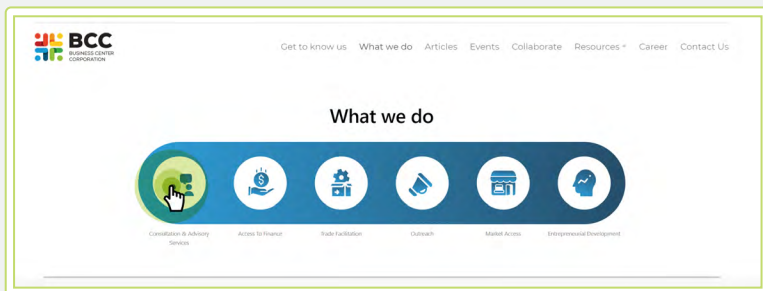 BCC
BUSINESS CENTER
CORPORATION
Get to know us What we do Articles Events Collaborate Resources Career Contact Us
What we do
Consultation & Advisory
Services
Access To Finance
Trade Facilitation
Outreach
Market Access
Entrepreneurial Development